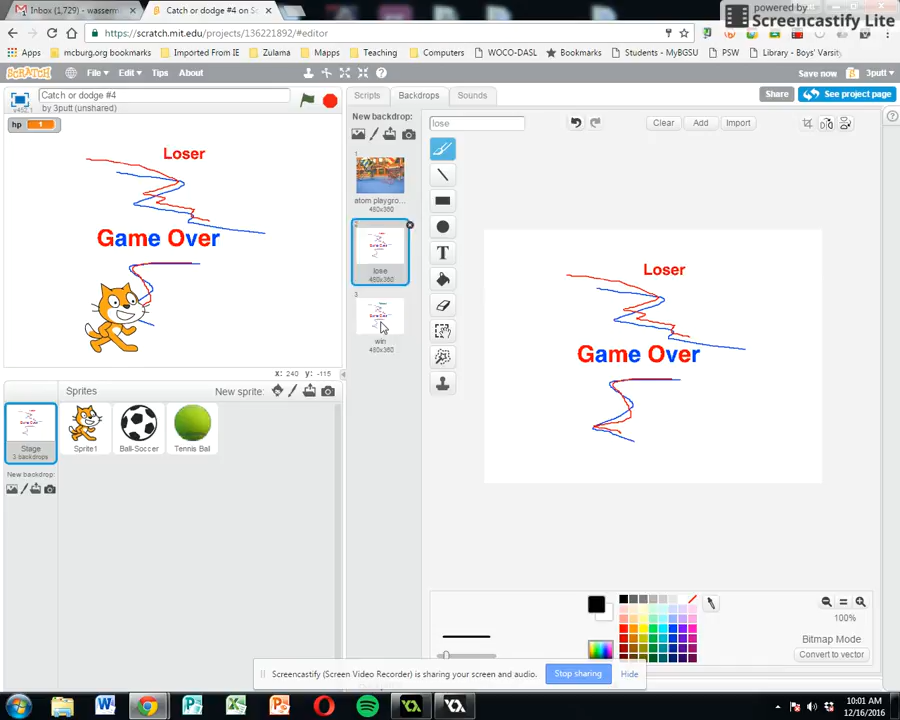 Inbox (1,729) - wasserm
Catch or dodge #4 on S
powered by
Screencastify Lite
https://scratch.mit.edu/projects/136221892/#editor
Apps mcburg.org bookmarks Imported From IE Zulama Maps Teaching Computers WOCO-DASL Bookmarks Students - MyBGSU PSW Library - Boys' Varsity
SCRATCH File Edit Tips About Save now 3putt
Catch or dodge #4
by 3putt (unshared)
v452.1
Scripts Backdrops Sounds
Share See project page
hp 1
New backdrop:
lose
Clear Add Import
Loser
Game Over
1
atom playgro...
480x360
2
lose
480x360
3
win
480x360
Loser
Game Over
T
x: 240 y: -115
Sprites New sprite:
Stage
3 backdrops
Sprite1
Ball-Soccer
Tennis Ball
New backdrop:
100%
Bitmap Mode
Convert to vector
Screencastify (Screen Video Recorder) is sharing your screen and audio. Stop sharing Hide
10:01 AM
12/16/2016